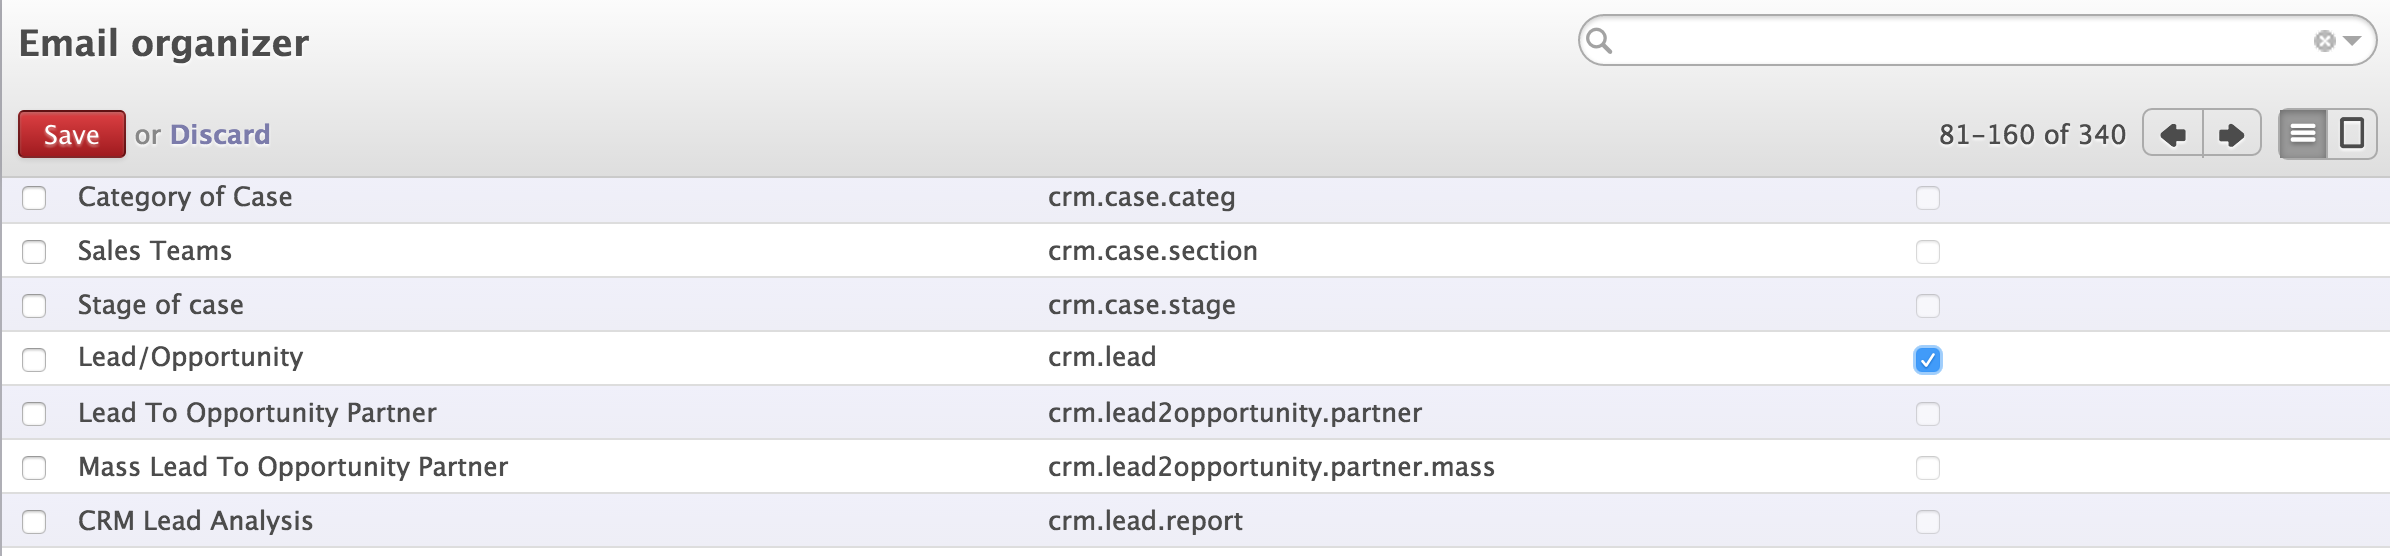 Email organizer
Save or Discard
81-160 of 340
Category of Case crm.case.categ
Sales Teams crm.case.section
Stage of case crm.case.stage
Lead/Opportunity crm.lead
Lead To Opportunity Partner crm.lead2opportunity.partner
Mass Lead To Opportunity Partner crm.lead2opportunity.partner.mass
CRM Lead Analysis crm.lead.report